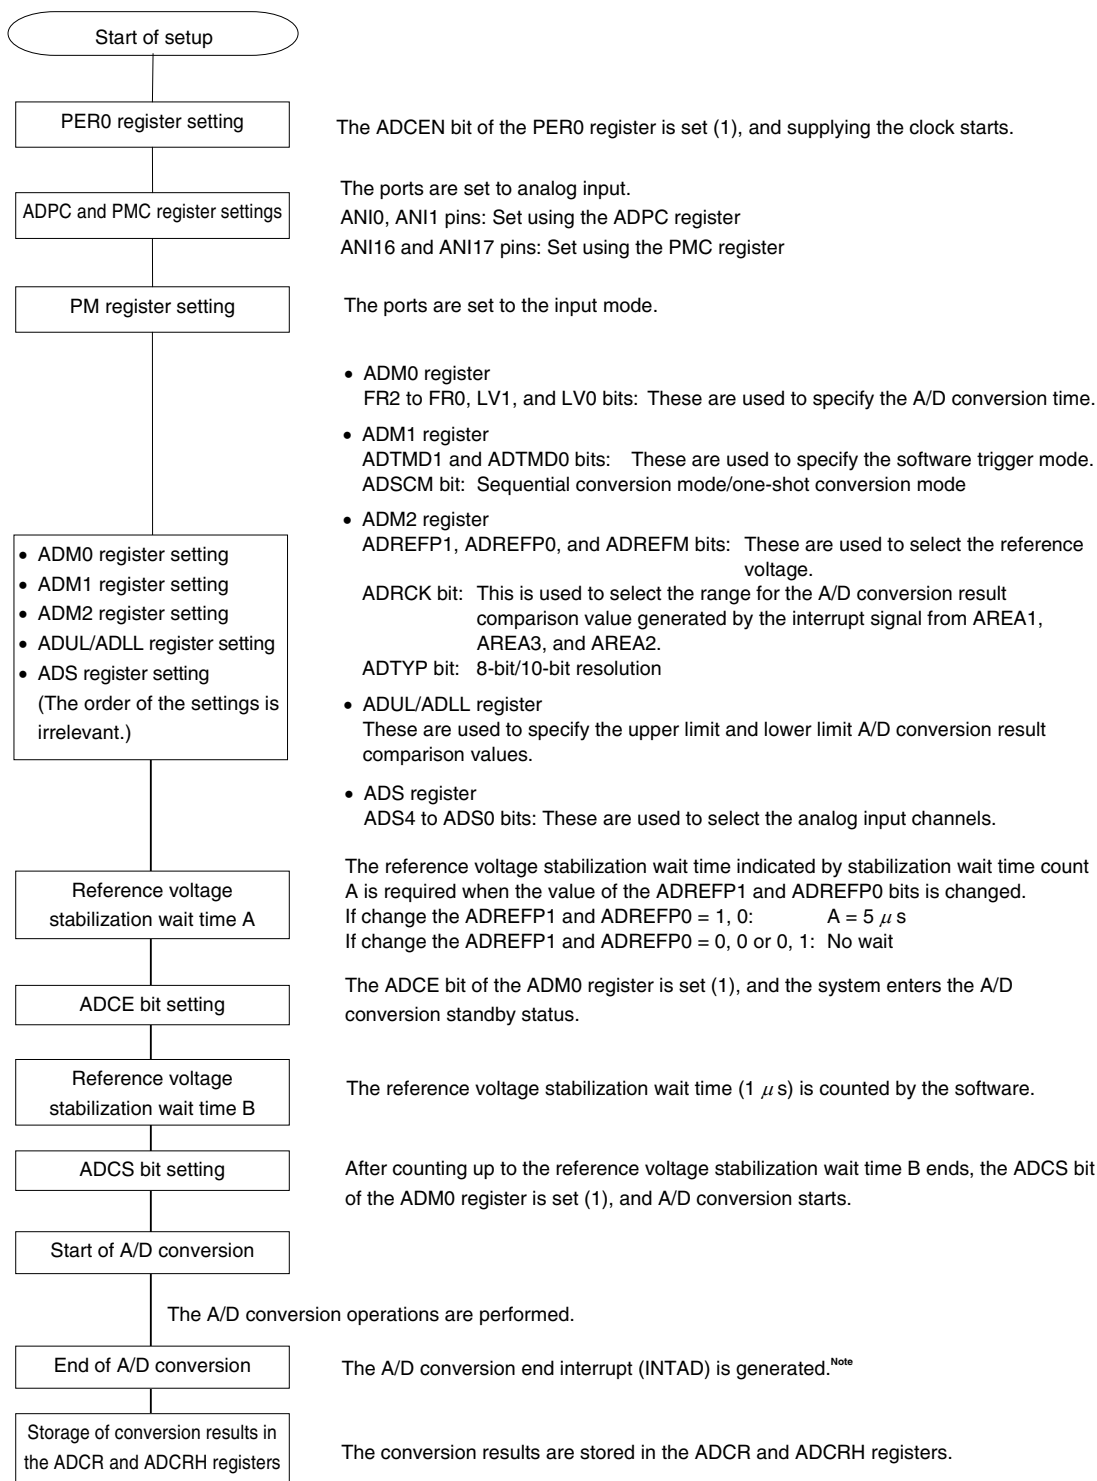 Start of setup
PER0 register setting
The ADCEN bit of the PER0 register is set (1), and supplying the clock starts.
ADPC and PMC register settings
The ports are set to analog input.
ANI0, ANI1 pins: Set using the ADPC register
ANI16 and ANI17 pins: Set using the PMC register
PM register setting
The ports are set to the input mode.
• ADM0 register setting
• ADM1 register setting
• ADM2 register setting
• ADUL/ADLL register setting
• ADS register setting
(The order of the settings is
irrelevant.)
• ADM0 register
FR2 to FR0, LV1, and LV0 bits: These are used to specify the A/D conversion time.
• ADM1 register
ADTMD1 and ADTMD0 bits: These are used to specify the software trigger mode.
ADSCM bit: Sequential conversion mode/one-shot conversion mode
• ADM2 register
ADREFP1, ADREFP0, and ADREFM bits: These are used to select the reference
voltage.
ADRCK bit: This is used to select the range for the A/D conversion result
comparison value generated by the interrupt signal from AREA1,
AREA3, and AREA2.
ADTYP bit: 8-bit/10-bit resolution
• ADUL/ADLL register
These are used to specify the upper limit and lower limit A/D conversion result
comparison values.
• ADS register
ADS4 to ADS0 bits: These are used to select the analog input channels.
Reference voltage
stabilization wait time A
The reference voltage stabilization wait time indicated by stabilization wait time count
A is required when the value of the ADREFP1 and ADREFP0 bits is changed.
If change the ADREFP1 and ADREFP0 = 1, 0: A = 5 μ s
If change the ADREFP1 and ADREFP0 = 0, 0 or 0, 1: No wait
ADCE bit setting
The ADCE bit of the ADM0 register is set (1), and the system enters the A/D
conversion standby status.
Reference voltage
stabilization wait time B
The reference voltage stabilization wait time (1 μ s) is counted by the software.
ADCS bit setting
After counting up to the reference voltage stabilization wait time B ends, the ADCS bit
of the ADM0 register is set (1), and A/D conversion starts.
Start of A/D conversion
The A/D conversion operations are performed.
End of A/D conversion
The A/D conversion end interrupt (INTAD) is generated.Note
Storage of conversion results in
the ADCR and ADCRH registers
The conversion results are stored in the ADCR and ADCRH registers.